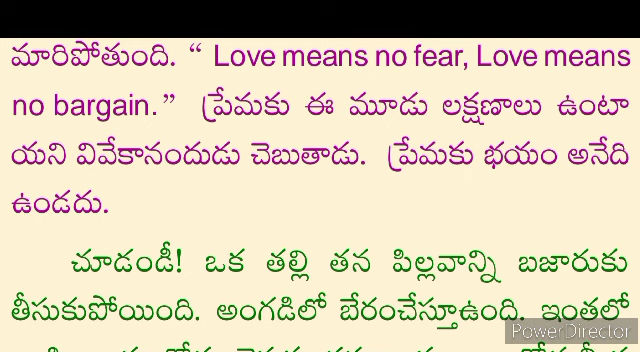 మారిపోతుంది. “ Love means no fear, Love means
no bargain.” ప్రేమకు ఈ మూడు లక్షణాలు ఉంటా
యని వివేకానందుడు చెబుతాడు. ప్రేమకు భయం అనేది
ఉండదు.
చూడండీ! ఒక తల్లి తన పిల్లవాన్ని బజారుకు
తీసుకుపోయింది. అంగడిలో బేరంచేస్తూఉంది. ఇంతలో
PowerDirector